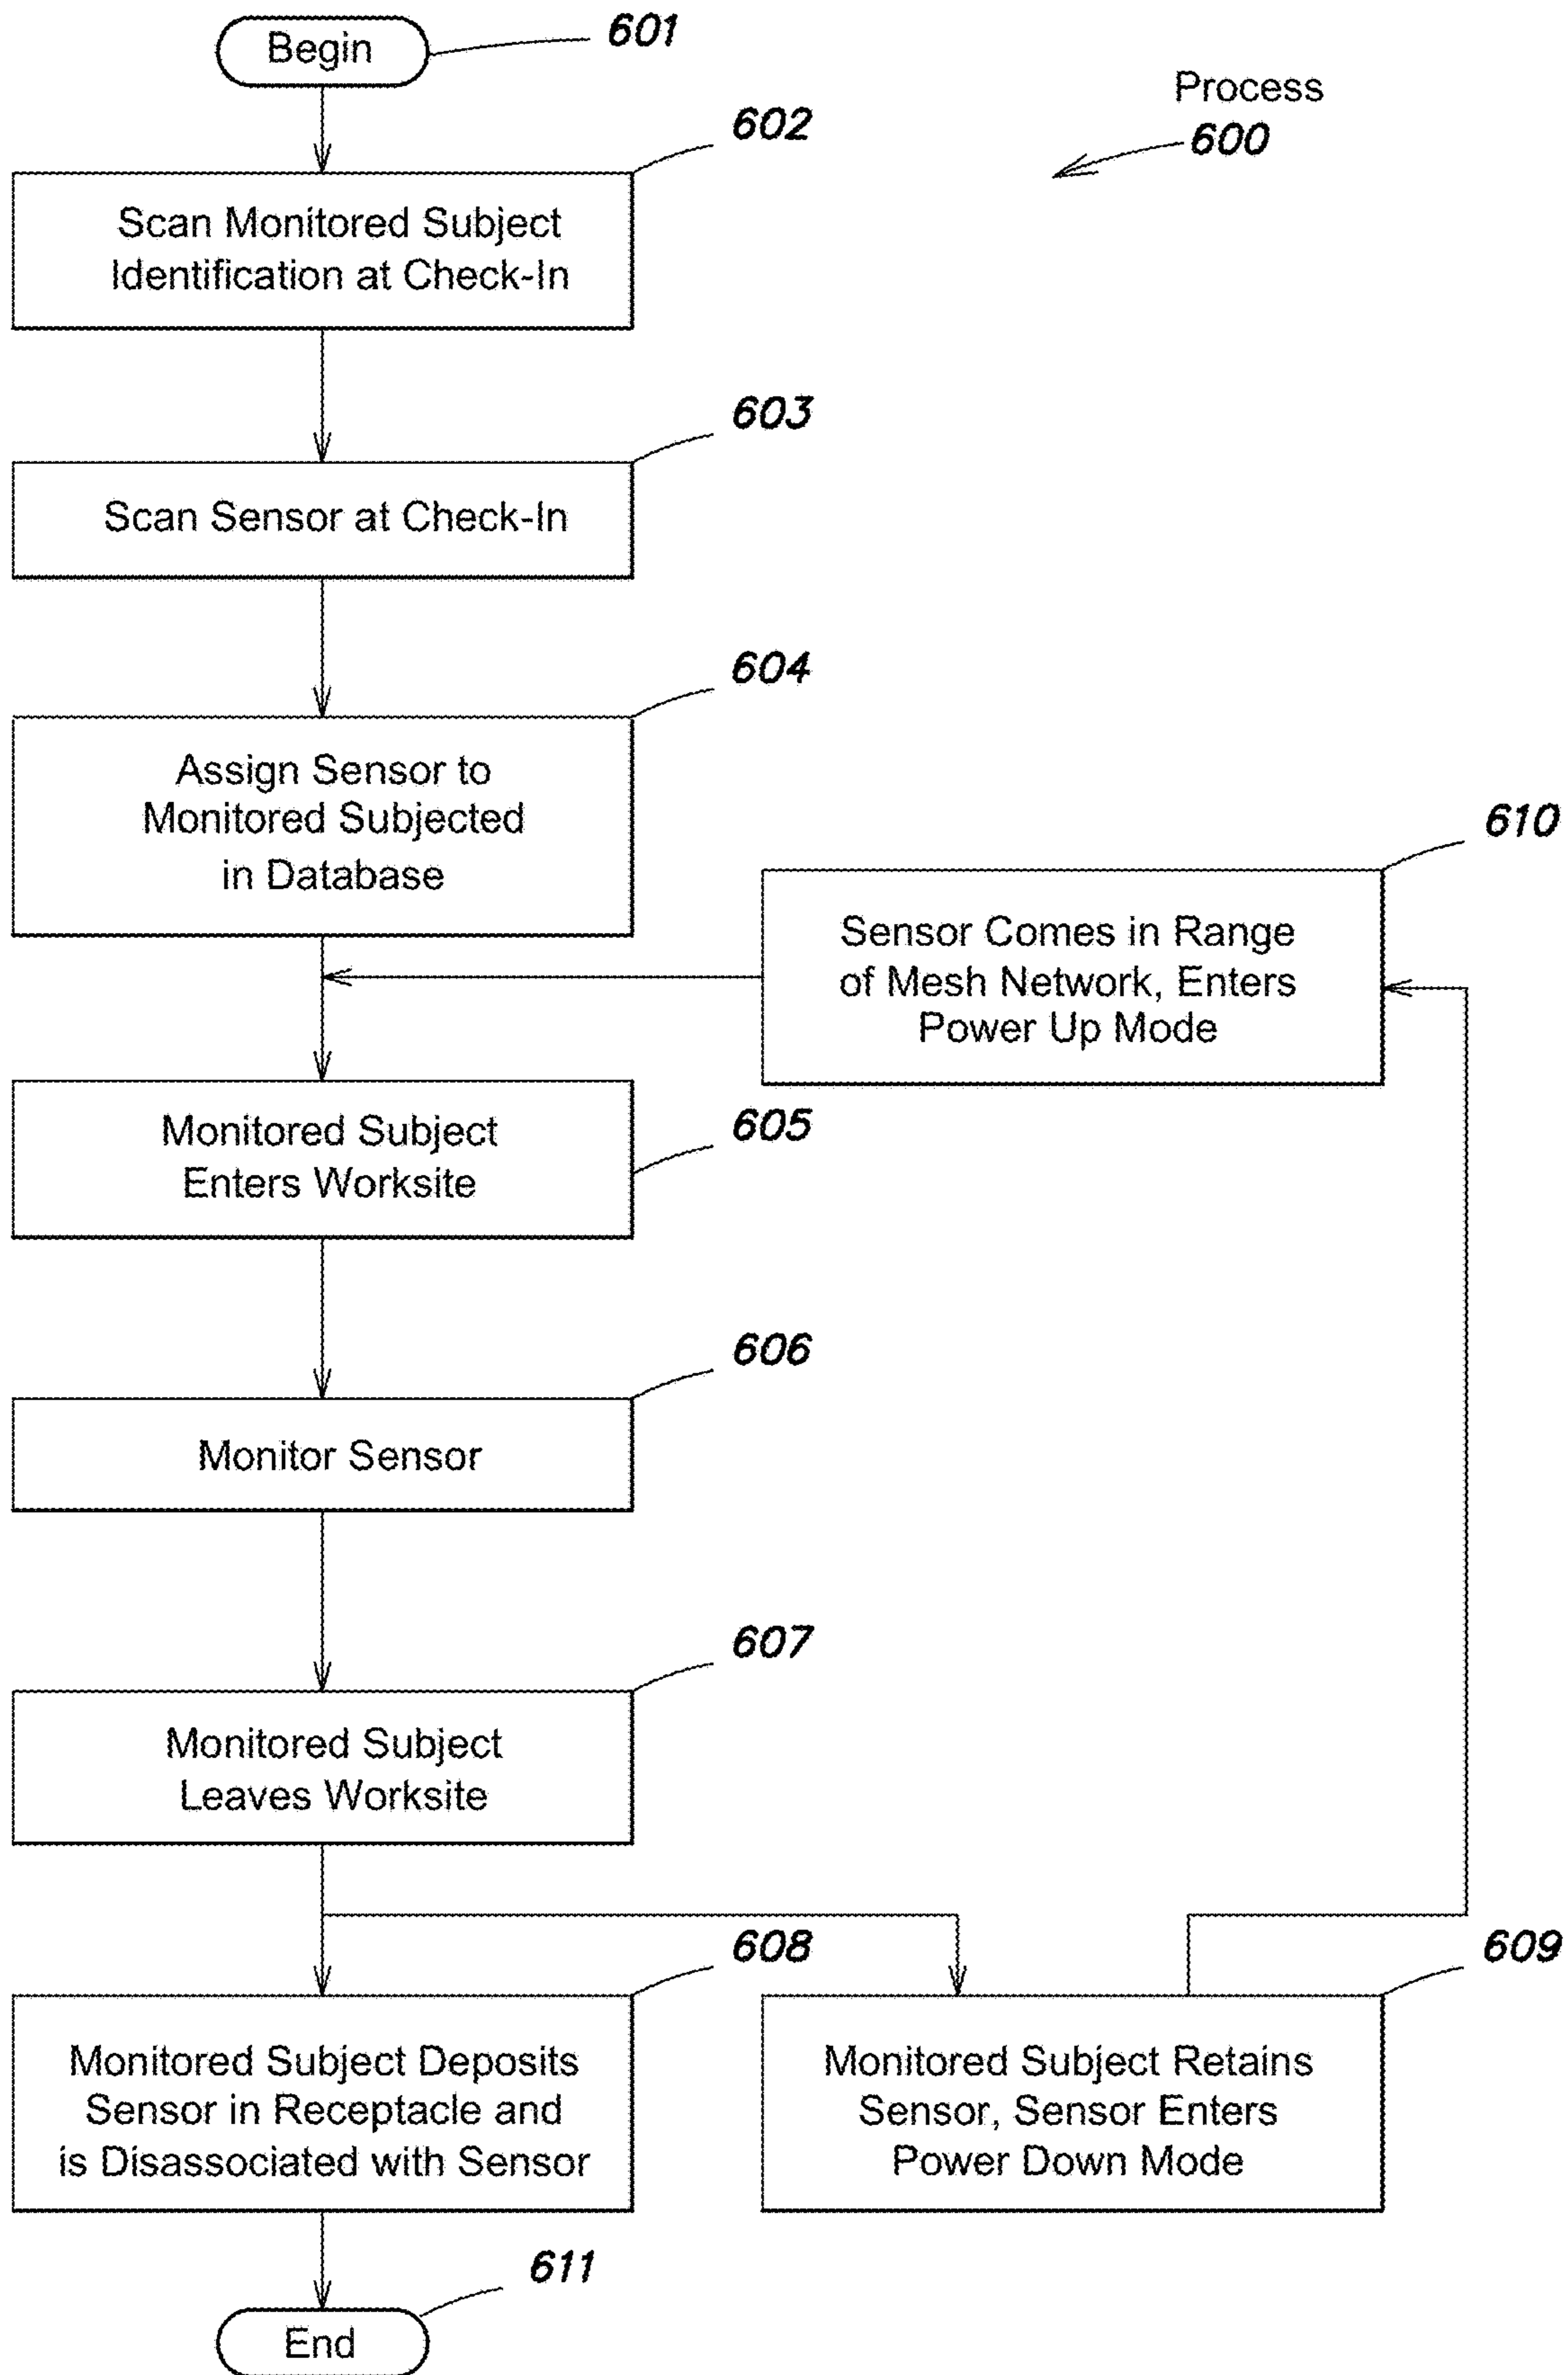 Begin
601
Process
600
602
Scan Monitored Subject
Identification at Check-In
603
Scan Sensor at Check-In
604
Assign Sensor to
Monitored Subjected
in Database
610
Sensor Comes in Range
of Mesh Network, Enters
Power Up Mode
605
Monitored Subject
Enters Worksite
606
Monitor Sensor
607
Monitored Subject
Leaves Worksite
608
Monitored Subject Deposits
Sensor in Receptacle and
is Disassociated with Sensor
609
Monitored Subject Retains
Sensor, Sensor Enters
Power Down Mode
611
End